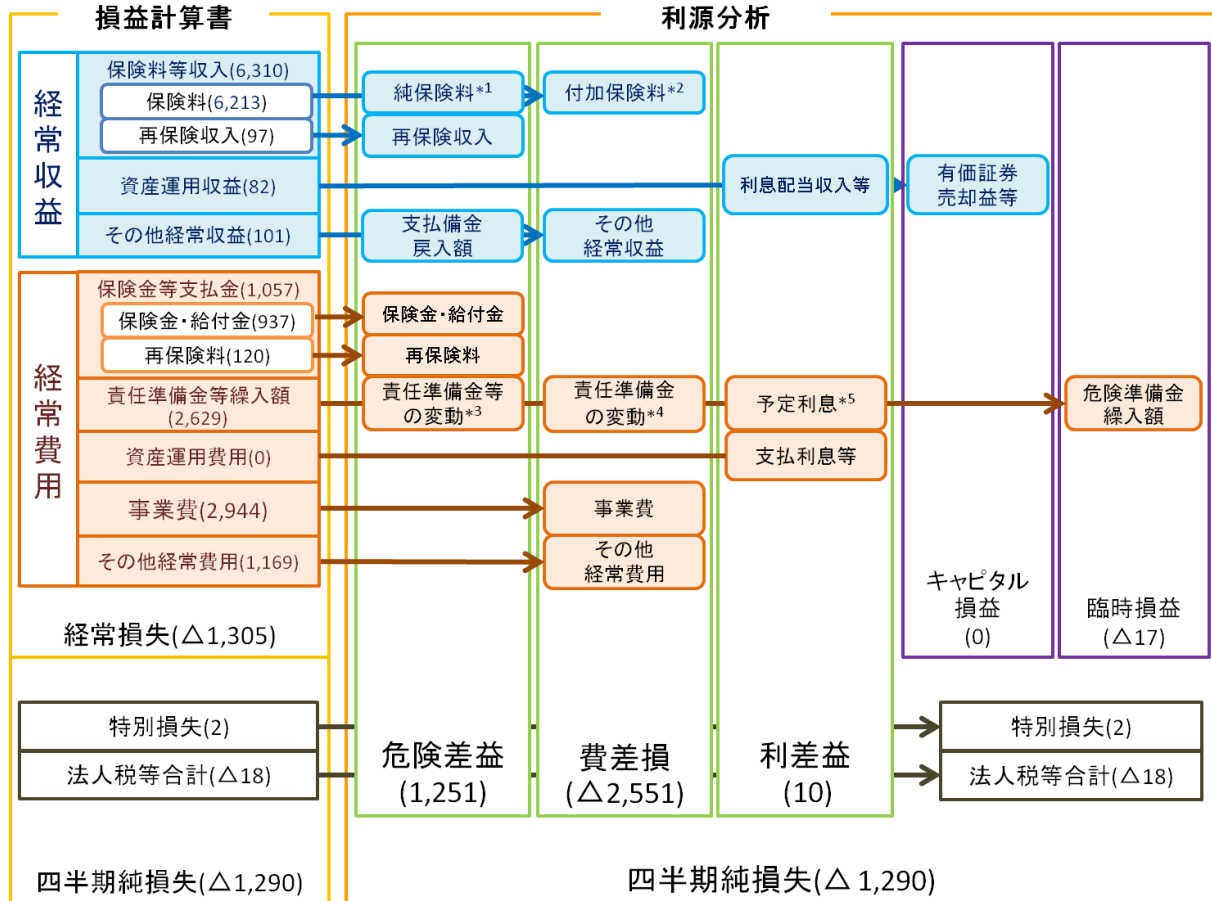 損益計算書
経常収益
保険料等収入(6,310)
保険料(6,213)
再保険収入(97)
資産運用収益(82)
その他経常収益(101)
経常費用
保険金等支払金(1,057)
保険金・給付金(937)
再保険料(120)
責任準備金等繰入額
(2,629)
資産運用費用(0)
事業費(2,944)
その他経常費用(1,169)
経常損失(△1,305)
特別損失(2)
法人税等合計(△18)
四半期純損失(△1,290)
利源分析
純保険料*1
再保険収入
支払備金
戻入額
保険金・給付金
再保険料
責任準備金等
の変動*3
危険差益
(1,251)
付加保険料*2
その他
経常収益
責任準備金
の変動*4
事業費
その他
経常費用
費差損
(△2,551)
利息配当収入等
予定利息*5
支払利息等
利差益
(10)
有価証券
売却益等
キャピタル
損益
(0)
危険準備金
繰入額
臨時損益
(△17)
特別損失(2)
法人税等合計(△18)
四半期純損失(△1,290)